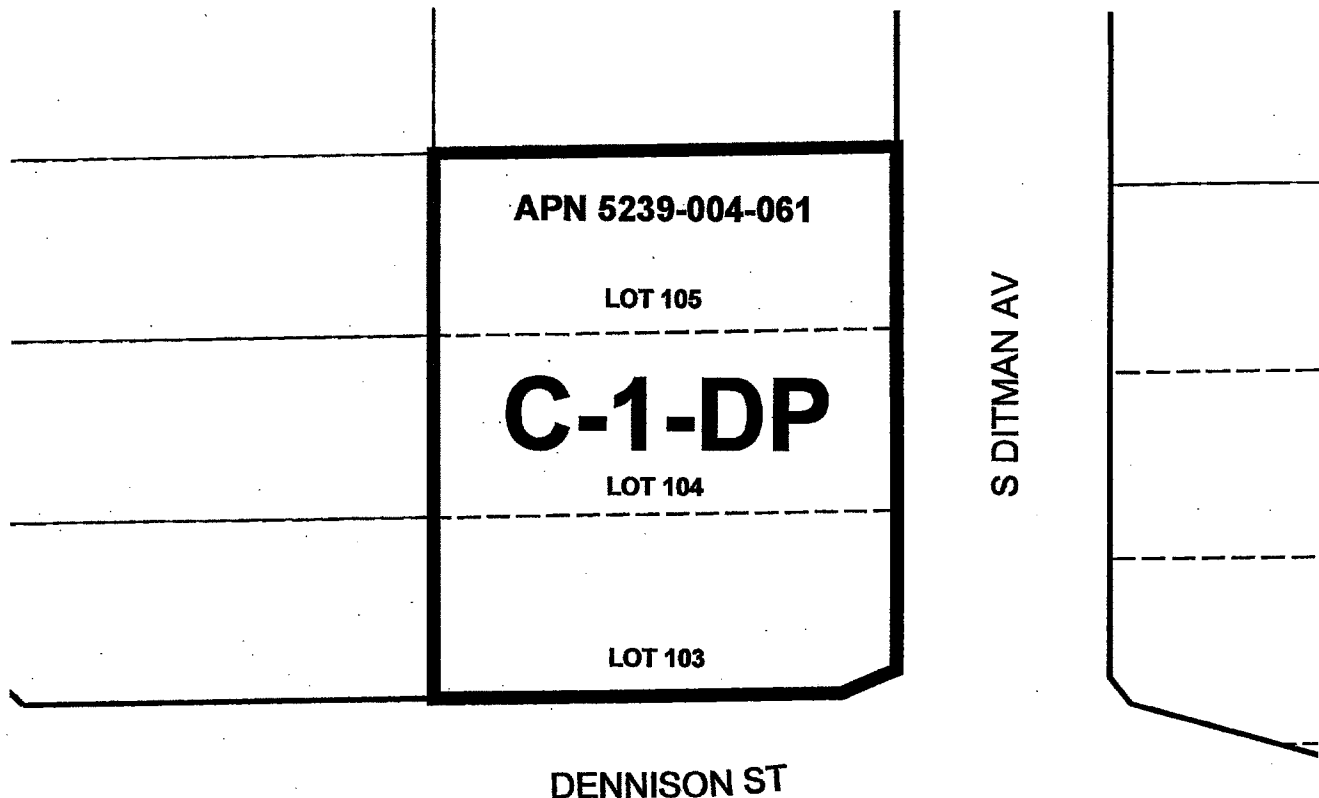 APN 5239-004-061
LOT 105
C-1-DP
LOT 104
LOT 103
S DITMAN AV
DENNISON ST